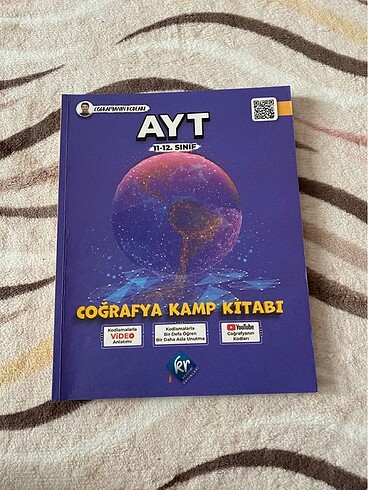 COĞRAFYANIN KODLARI
AYT
11-12. SINIF
COĞRAFYA KAMP KİTABI
Kodlamalarla
VİDEO
Anlatımı
Kodlamalarla
Bir Defa Öğren
Bir Daha Asla Unutma
YouTube
Coğrafyanın
Kodları
kr